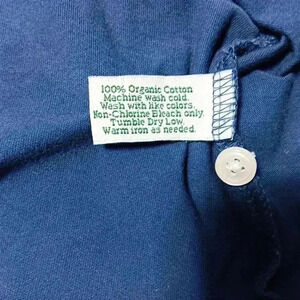 100% Organic Cotton
Machine wash cold.
Wash with like colors.
Non-Chlorine Bleach only.
Tumble Dry Low.
Warm iron as needed.